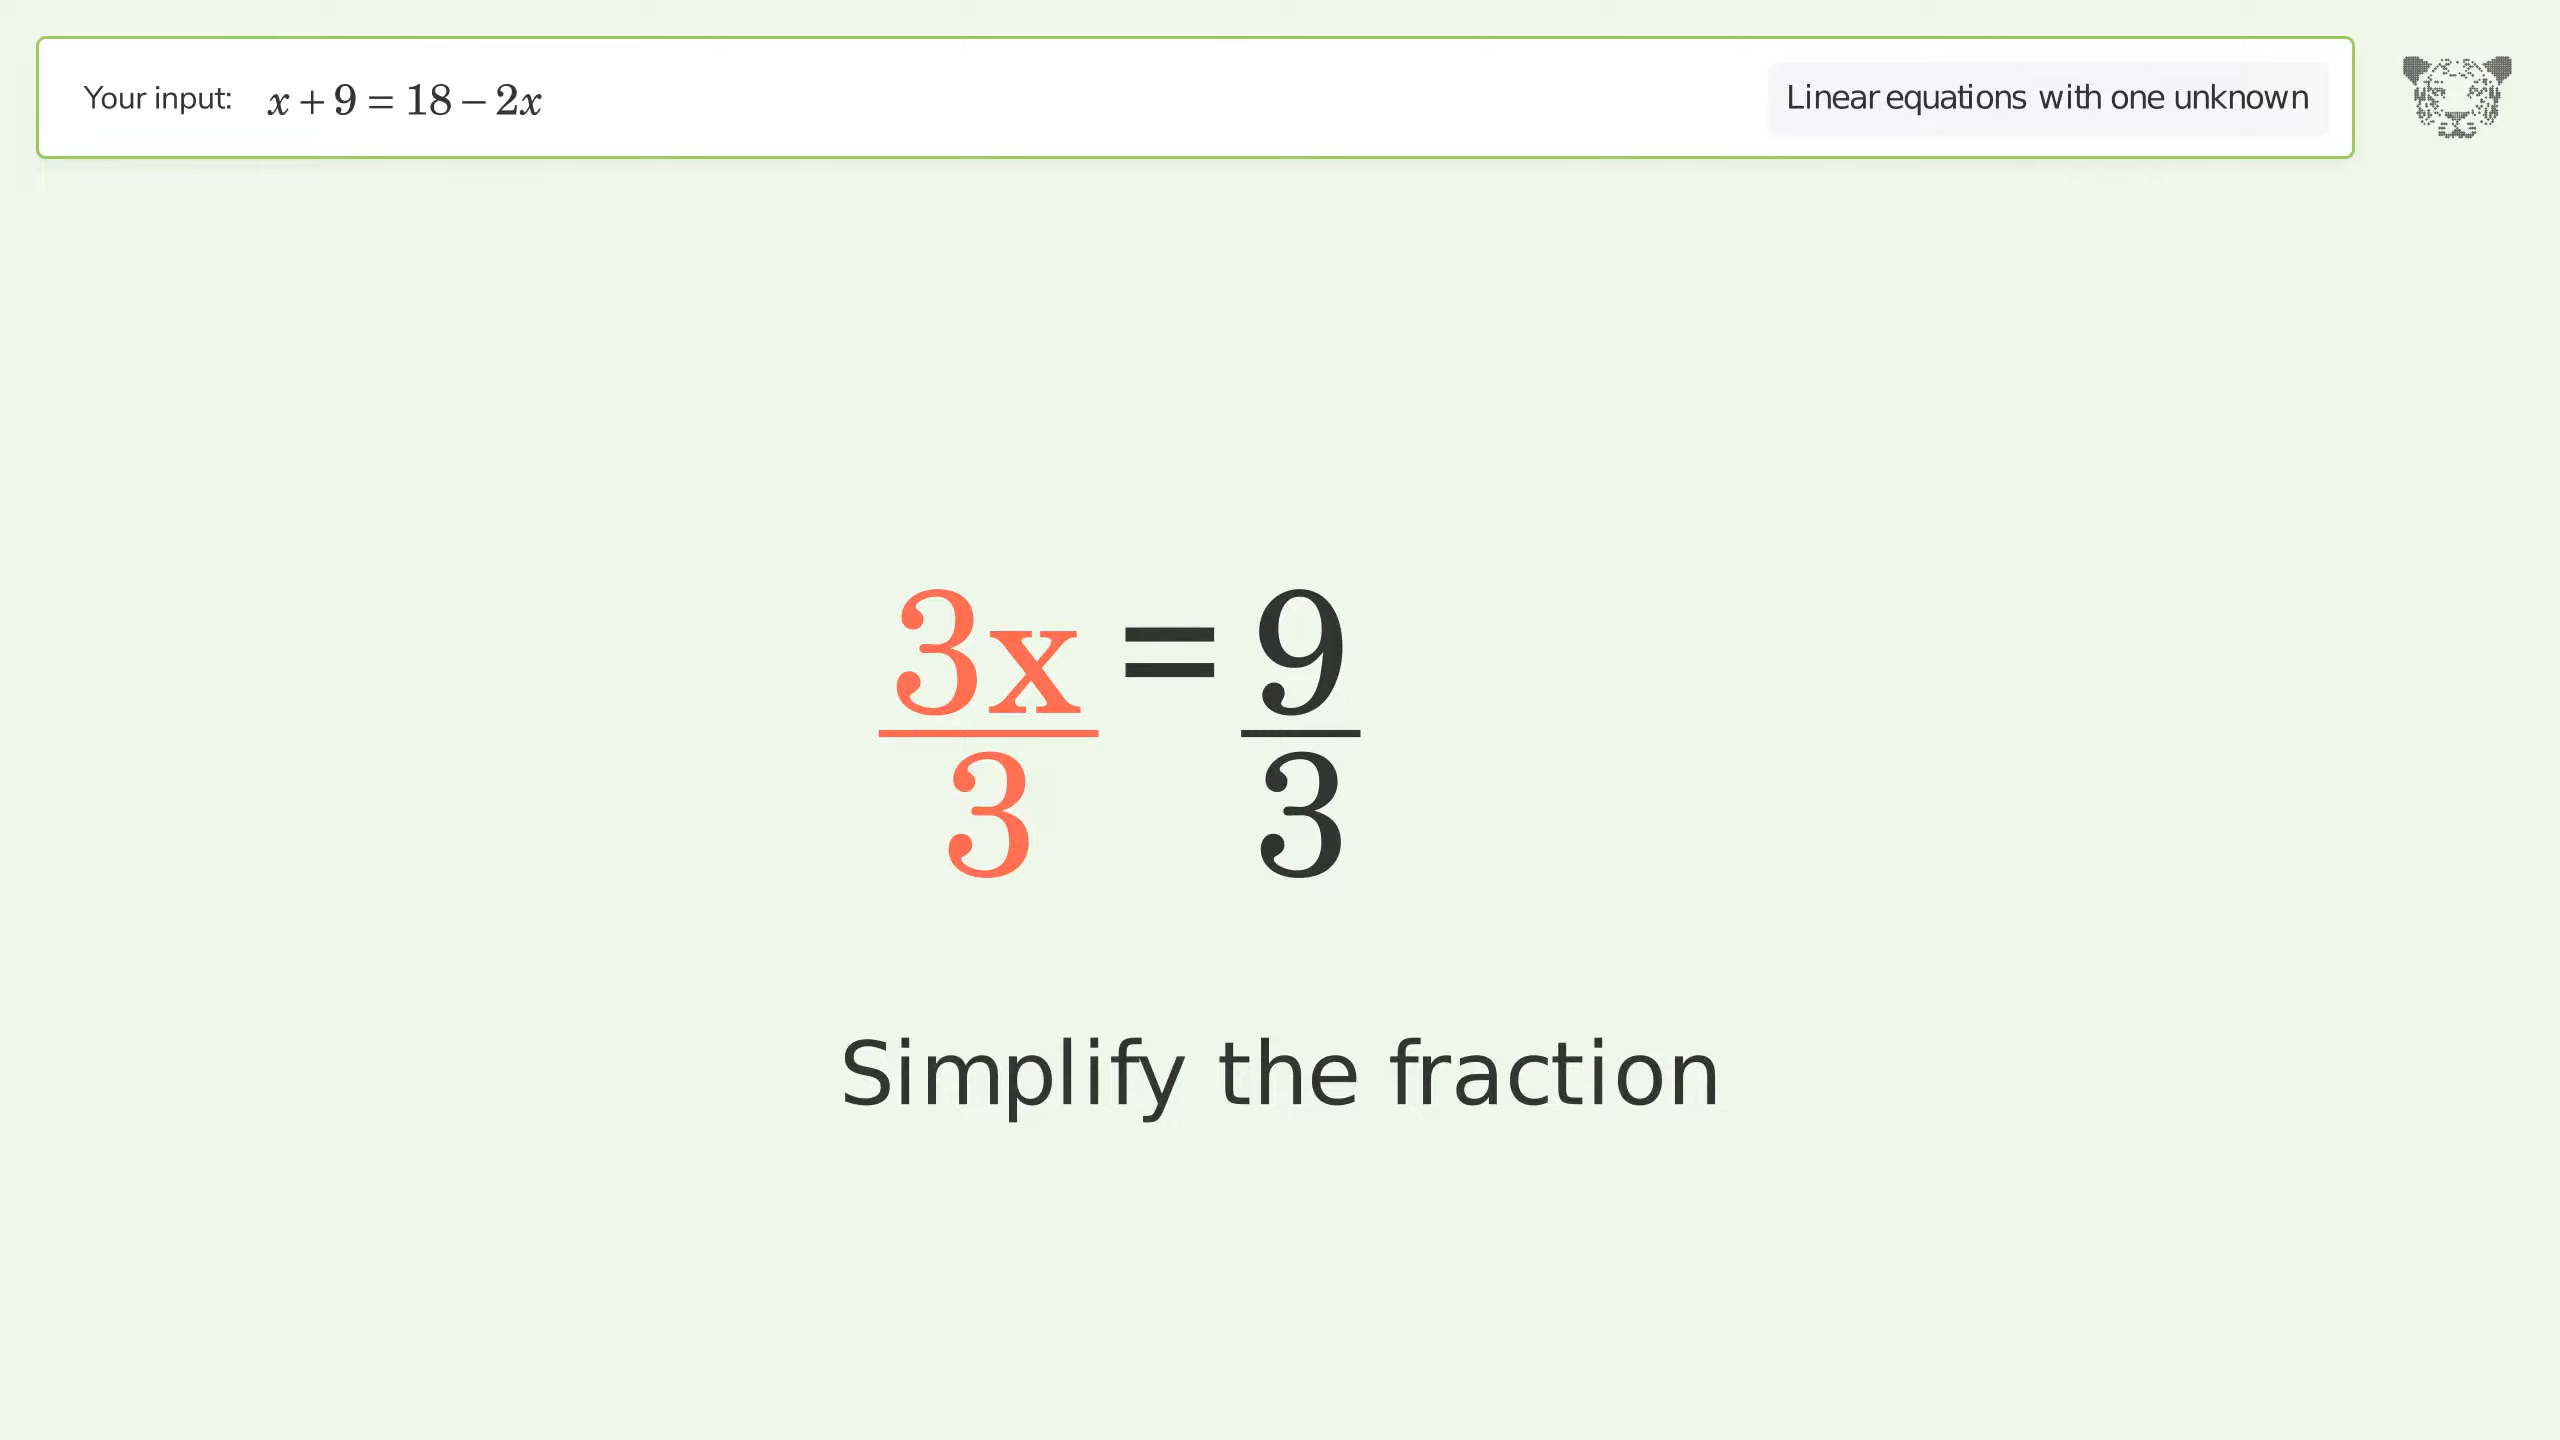 Your input: x + 9 = 18 − 2x
Linear equations with one unknown
3x = 9
3 3
Simplify the fraction